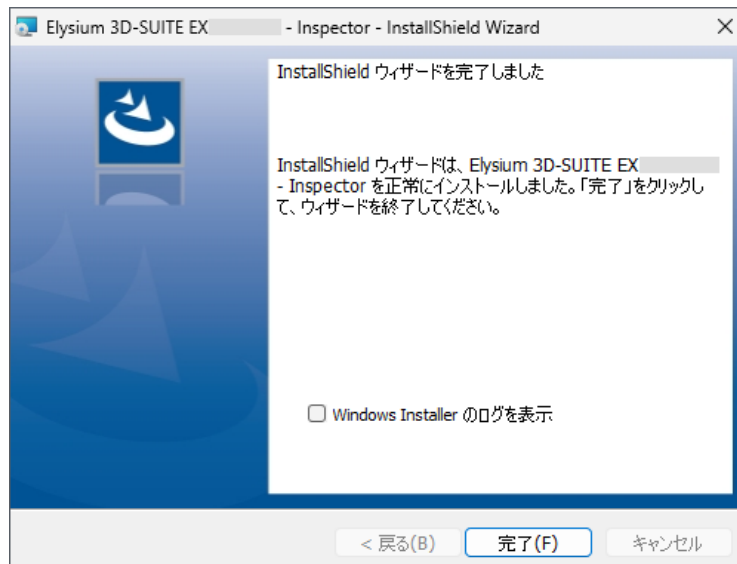 Elysium 3D-SUITE EX - Inspector - InstallShield Wizard
InstallShield ウィザードを完了しました
InstallShield ウィザードは、Elysium 3D-SUITE EX
- Inspector を正常にインストールしました。「完了」をクリックし
て、ウィザードを終了してください。
Windows Installer のログを表示
< 戻る(B)
完了(F)
キャンセル